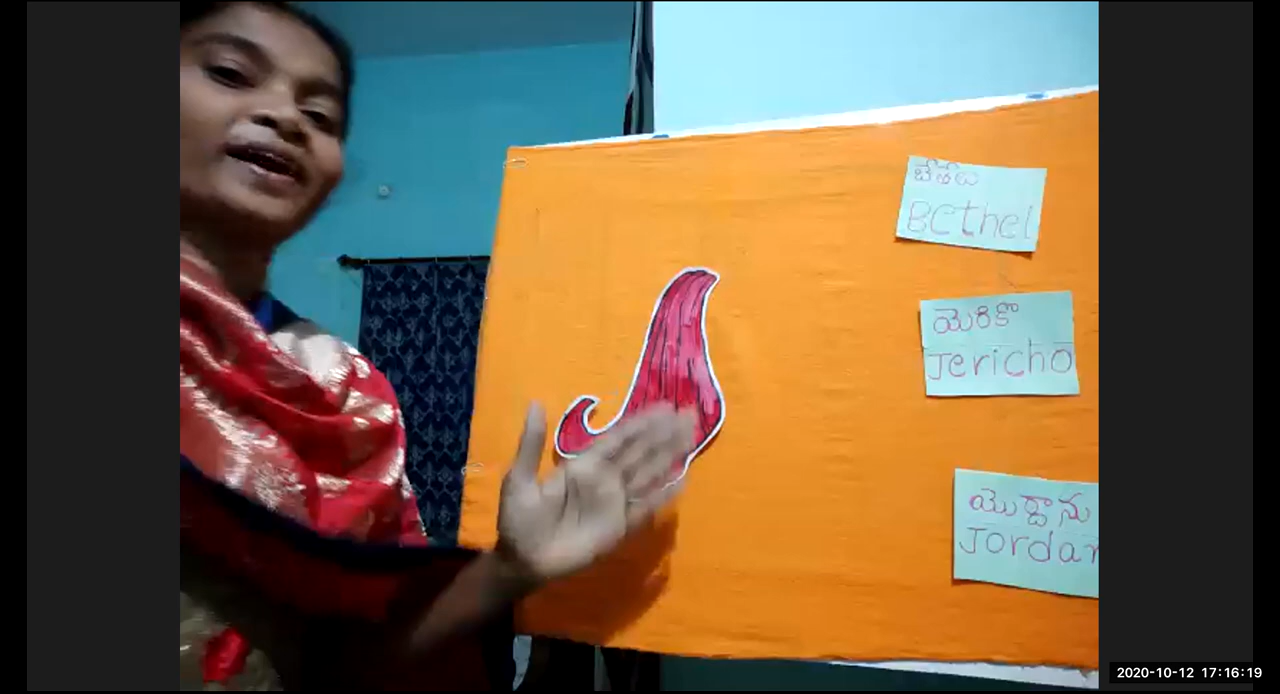 బేతేలు
Bethel
యెరికో
Jericho
యొర్దాను
Jordan
2020-10-12 17:16:19